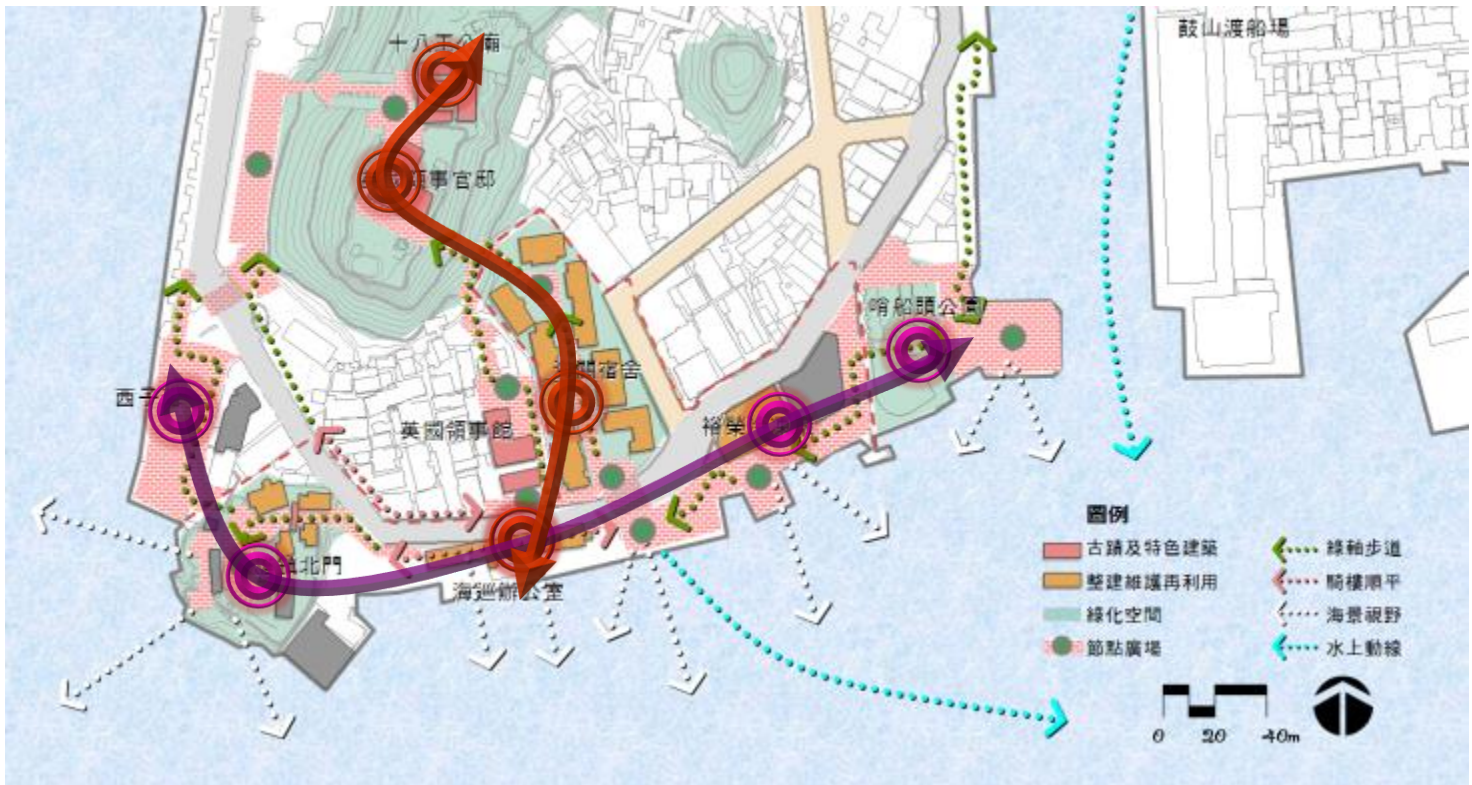 鼓山渡船場
十八王公廟
領事官邸
哨船頭公園
宿舍
西子
英國領事館
裕榮
北門
海巡辦公室
圖例
古蹟及特色建築
整建維護再利用
綠化空間
節點廣場
綠軸步道
騎樓順平
海景視野
水上動線
0 20 40m